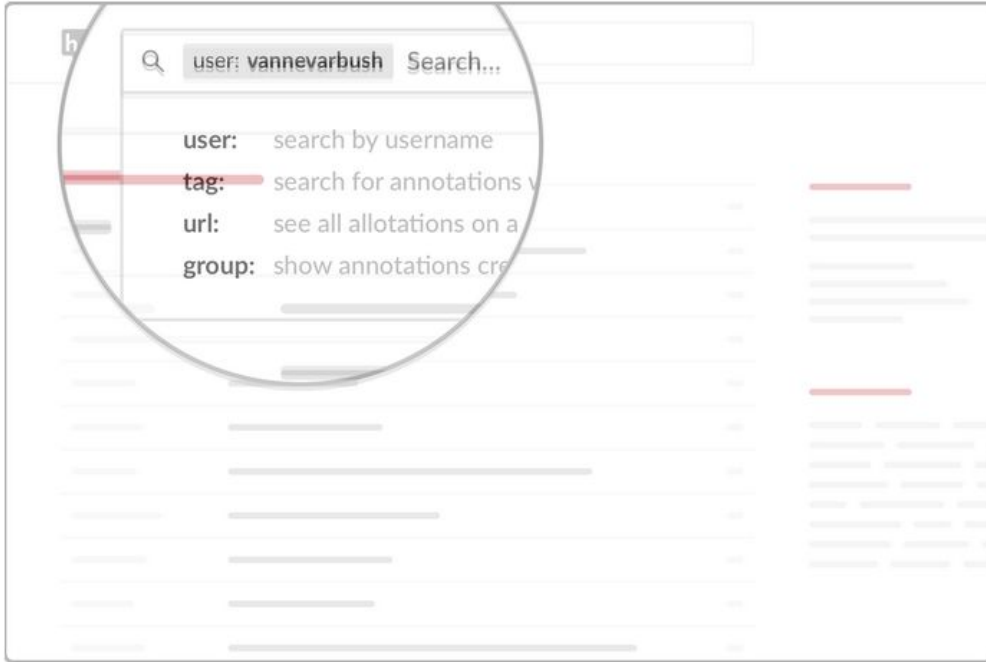 h
user: vannevarbush Search...
user: search by username
tag: search for annotations
url: see all allotations on a
group: show annotations cre